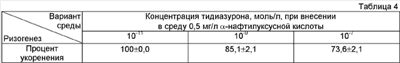 Таблица 4
Вариант среды
Ризогенез
Концентрация тидиазурона, моль/л, при внесении
в среду 0,5 мг/л α-нафтилуксусной кислоты
10⁻¹¹ 10⁻⁹ 10⁻⁷
Процент укоренения 100±0,0 85,1±2,1 73,6±2,1